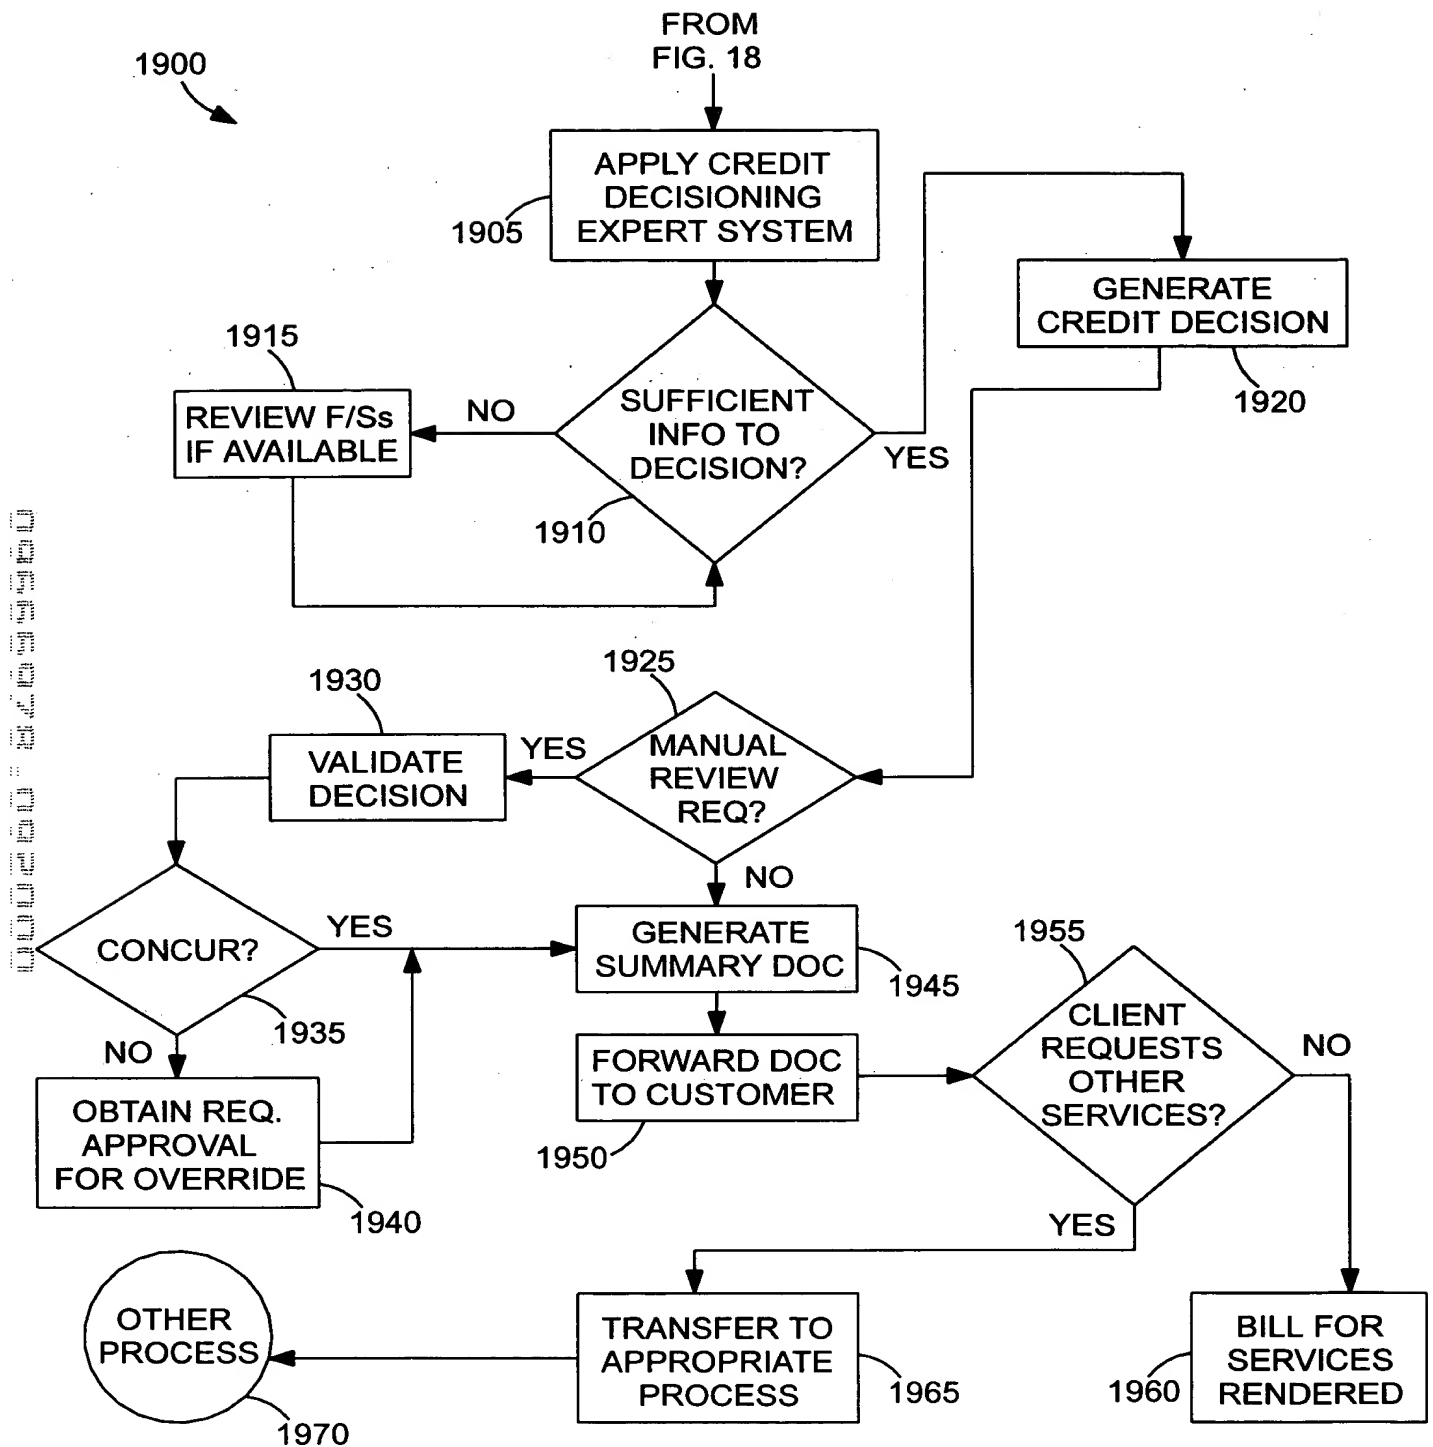 FROM
FIG. 18
1900
APPLY CREDIT
DECISIONING
EXPERT SYSTEM
1905
GENERATE
CREDIT DECISION
1920
1915
REVIEW F/Ss
IF AVAILABLE
NO
SUFFICIENT
INFO TO
DECISION?
YES
1910
1925
1930
VALIDATE
DECISION
YES
MANUAL
REVIEW
REQ?
NO
CONCUR?
YES
1935
NO
GENERATE
SUMMARY DOC
1945
1955
CLIENT
REQUESTS
OTHER
SERVICES?
NO
FORWARD DOC
TO CUSTOMER
1950
OBTAIN REQ.
APPROVAL
FOR OVERRIDE
1940
YES
OTHER
PROCESS
1970
TRANSFER TO
APPROPRIATE
PROCESS
1965
BILL FOR
SERVICES
RENDERED
1960